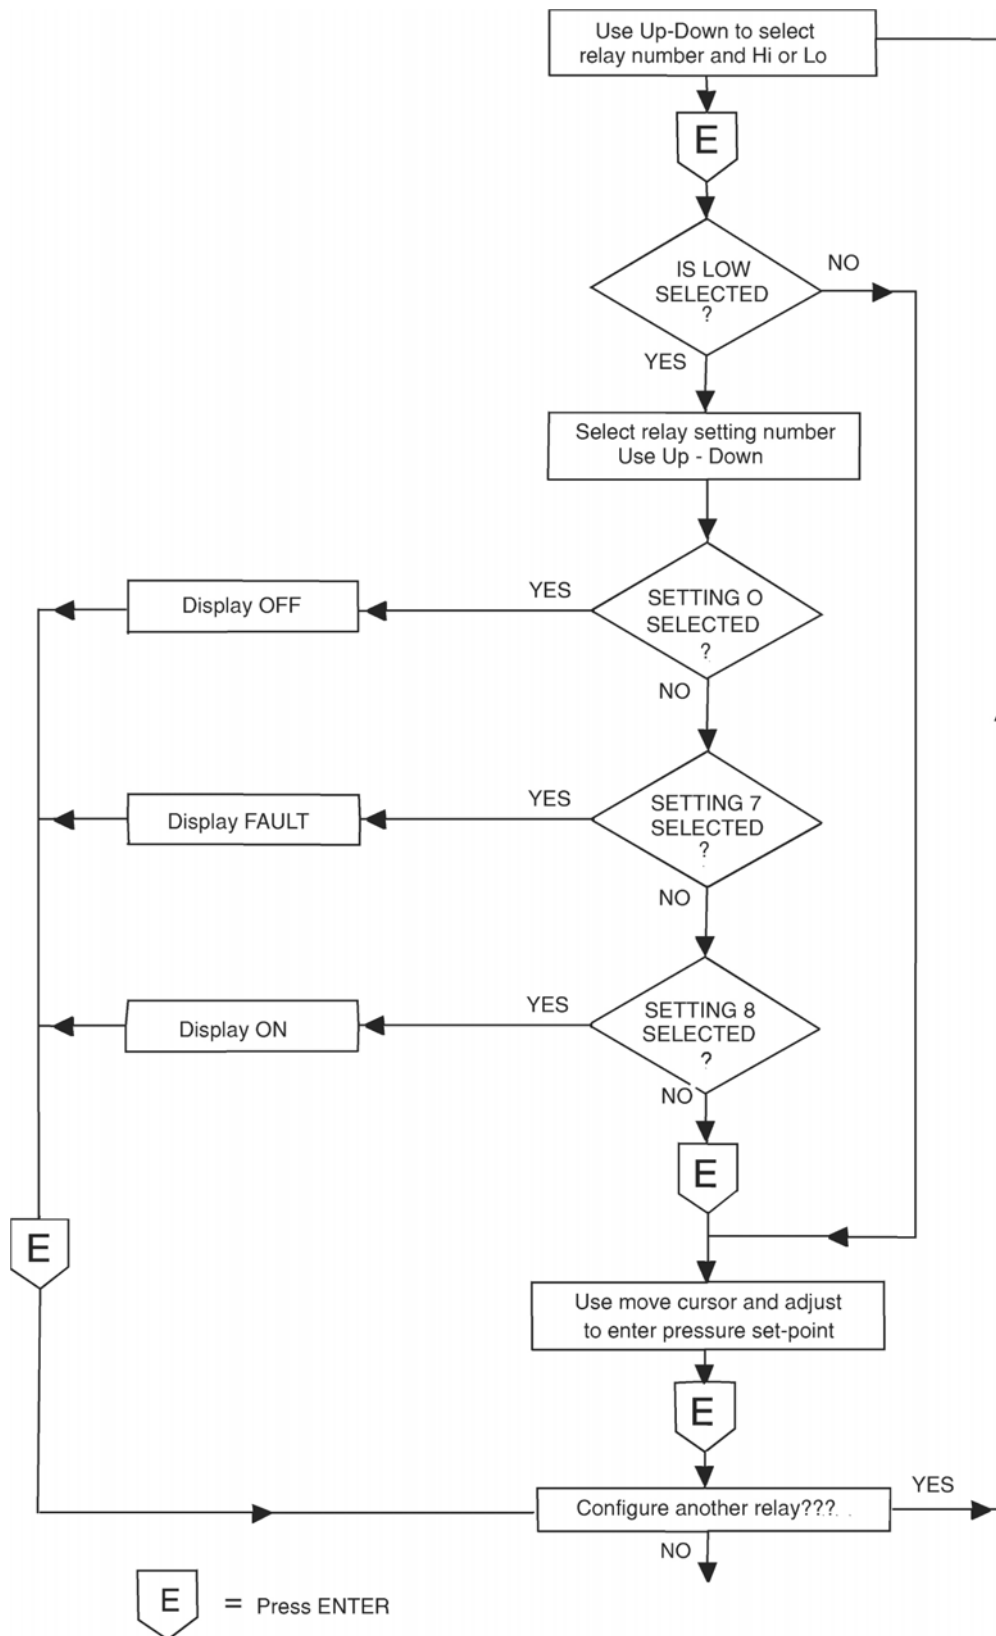 Use Up-Down to select
relay number and Hi or Lo
E
IS LOW
SELECTED
?
NO
YES
Select relay setting number
Use Up - Down
SETTING O
SELECTED
?
YES
Display OFF
NO
SETTING 7
SELECTED
?
YES
Display FAULT
NO
SETTING 8
SELECTED
?
YES
Display ON
NO
E
E
Use move cursor and adjust
to enter pressure set-point
E
Configure another relay???
YES
NO
E = Press ENTER